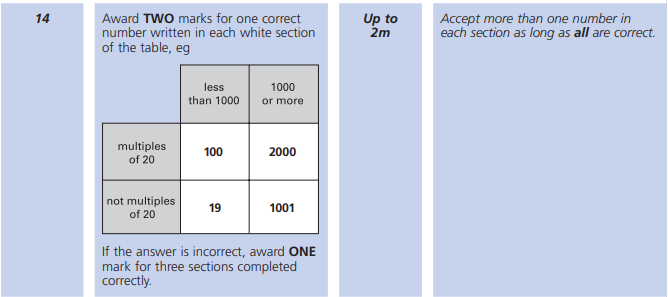 14
Award TWO marks for one correct
number written in each white section
of the table, eg
less
than 1000
1000
or more
multiples
of 20
100
2000
not multiples
of 20
19
1001
If the answer is incorrect, award ONE
mark for three sections completed
correctly.
Up to
2m
Accept more than one number in
each section as long as all are correct.